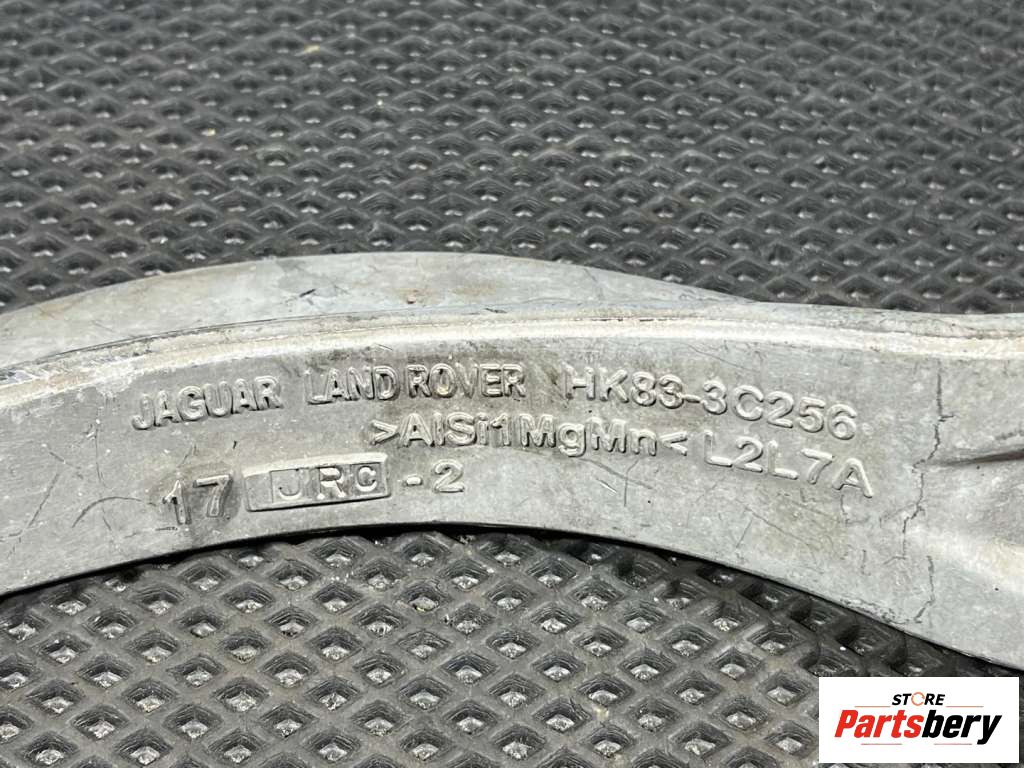 JAGUAR LAND ROVER HK83-3C256
>AlSi1MgMn< L2L7A
17 JRC -2
STORE
Partsbery